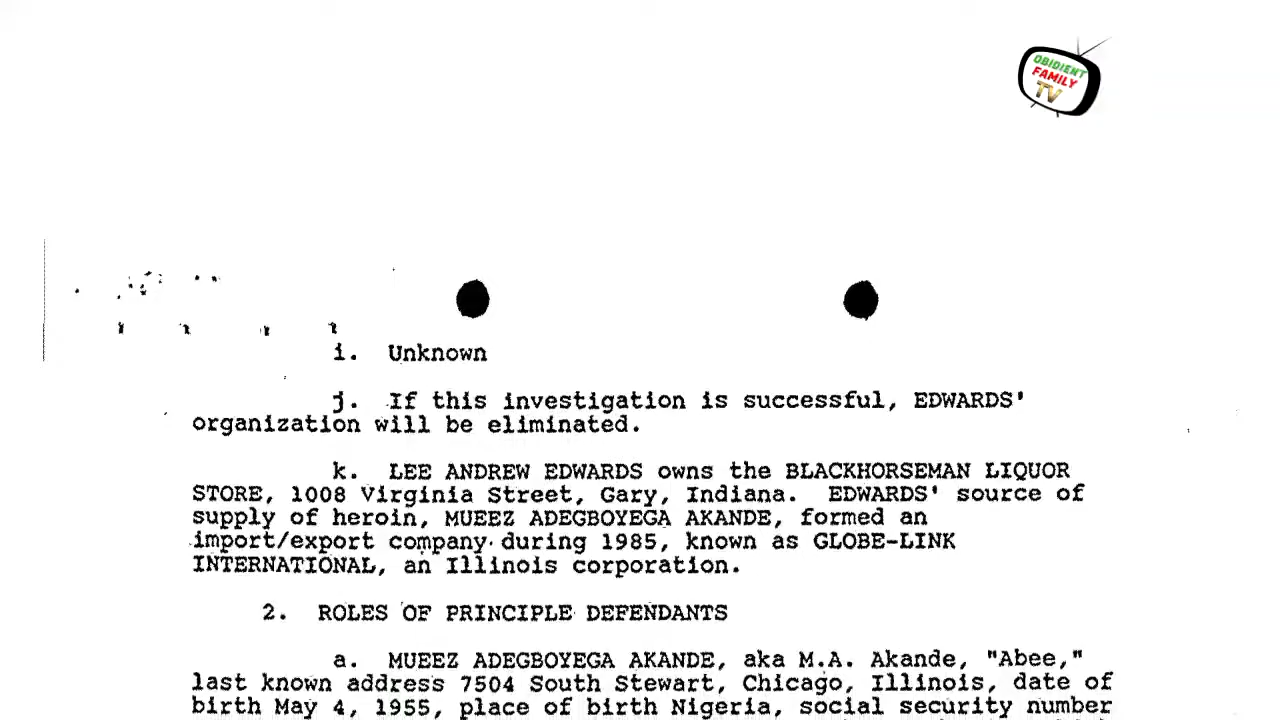 OBIDIENT
FAMILY
TV
i. Unknown
j. If this investigation is successful, EDWARDS'
organization will be eliminated.
k. LEE ANDREW EDWARDS owns the BLACKHORSEMAN LIQUOR
STORE, 1008 Virginia Street, Gary, Indiana. EDWARDS' source of
supply of heroin, MUEEZ ADEGBOYEGA AKANDE, formed an
import/export company during 1985, known as GLOBE-LINK
INTERNATIONAL, an Illinois corporation.
2. ROLES OF PRINCIPLE DEFENDANTS
a. MUEEZ ADEGBOYEGA AKANDE, aka M.A. Akande, "Abee,"
last known address 7504 South Stewart, Chicago, Illinois, date of
birth May 4, 1955, place of birth Nigeria, social security number